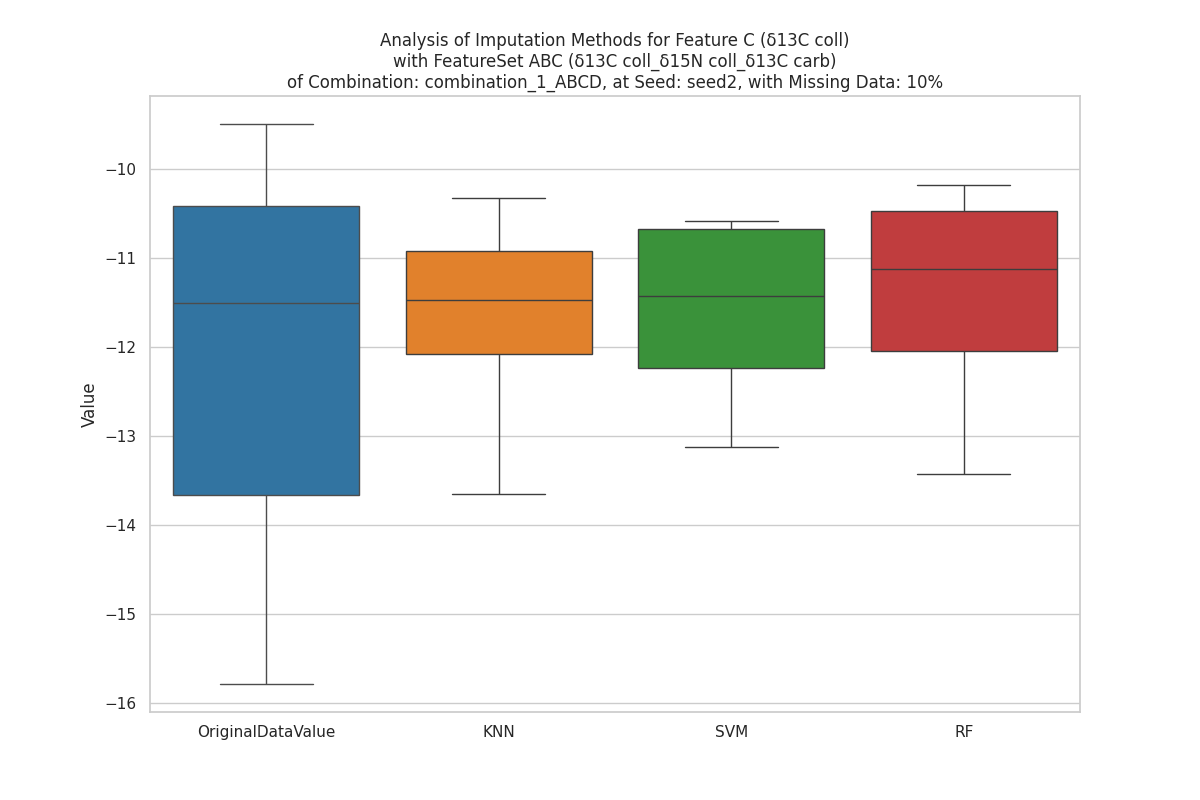 Analysis of Imputation Methods for Feature C (δ13C coll)
with FeatureSet ABC (δ13C coll_δ15N coll_δ13C carb)
of Combination: combination_1_ABCD, at Seed: seed2, with Missing Data: 10%
Value
−10
−11
−12
−13
−14
−15
−16
OriginalDataValue
KNN
SVM
RF